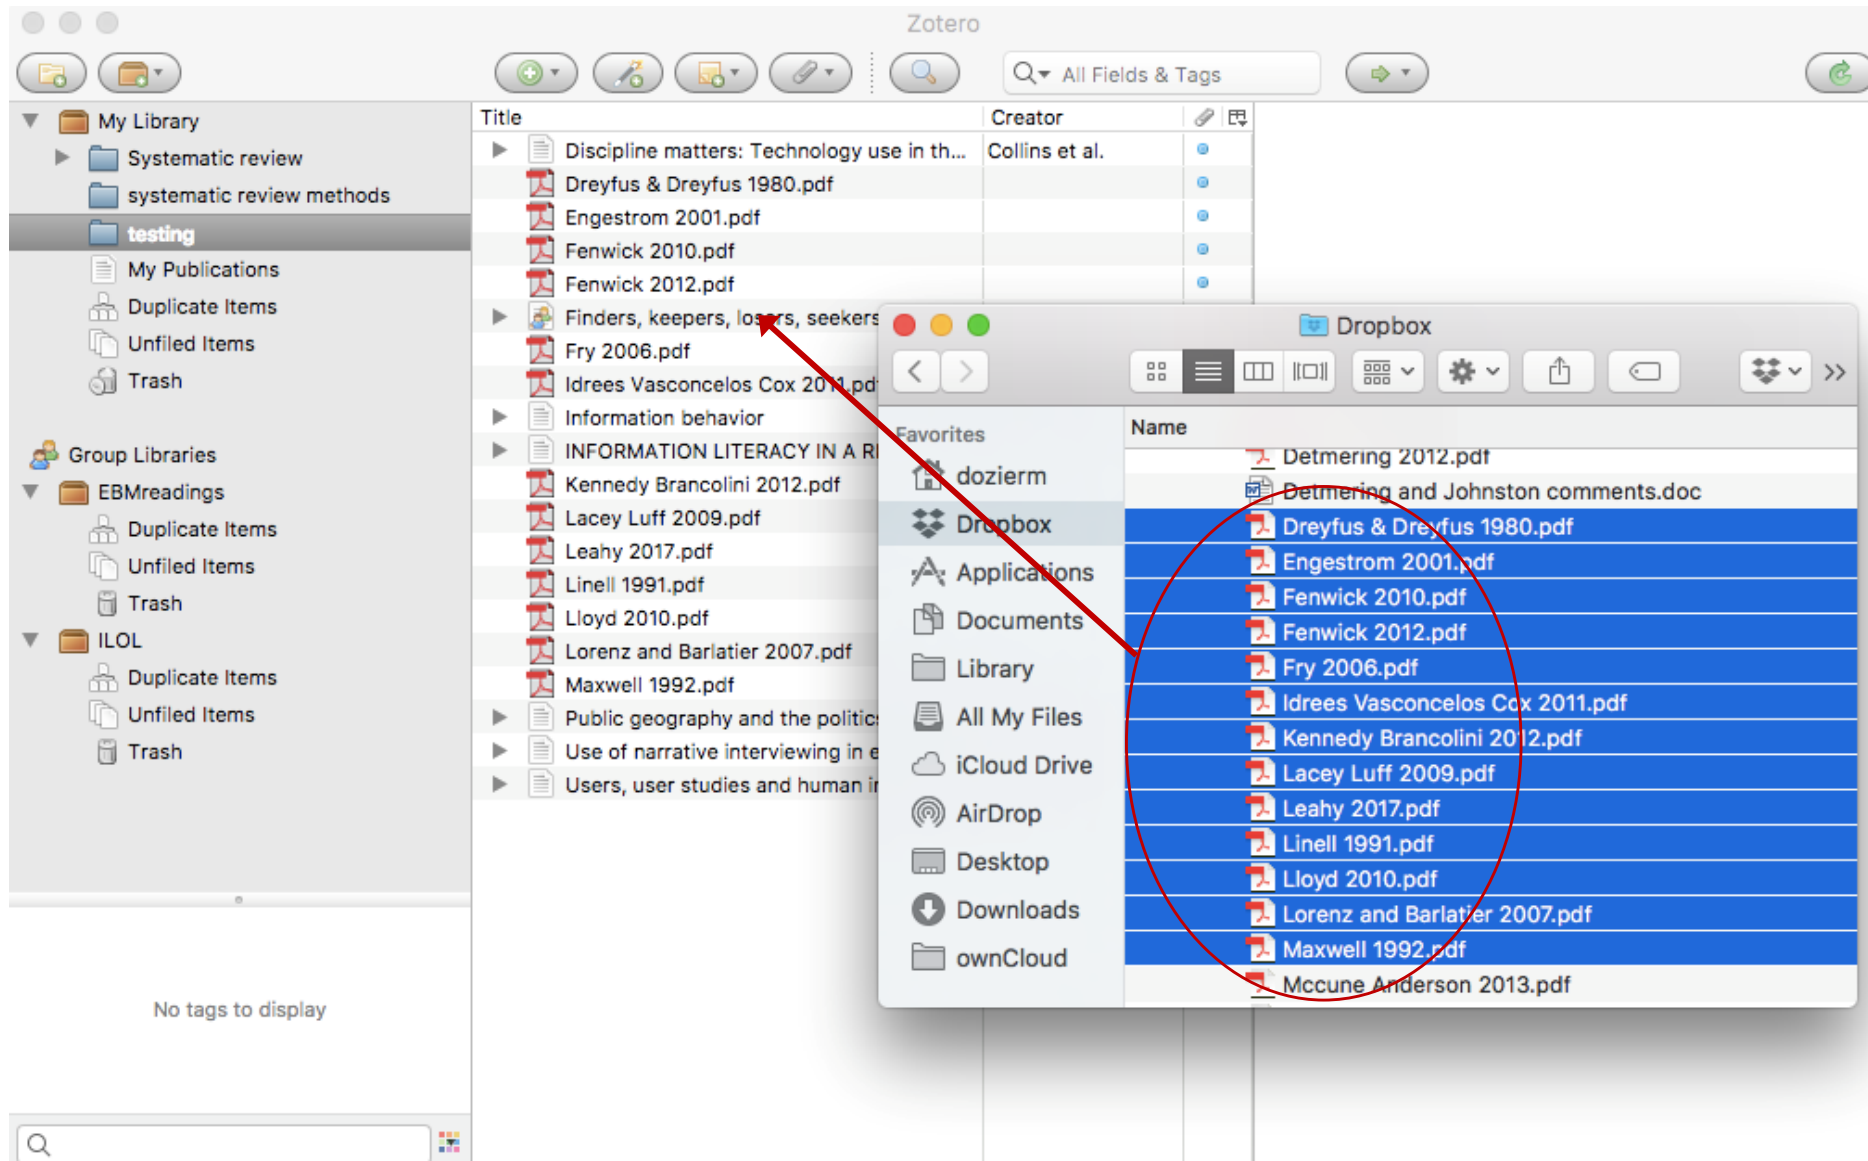 Zotero
All Fields & Tags
My Library
Systematic review
systematic review methods
testing
My Publications
Duplicate Items
Unfiled Items
Trash
Group Libraries
EBMreadings
Duplicate Items
Unfiled Items
Trash
ILOL
Duplicate Items
Unfiled Items
Trash
No tags to display
Title Creator
Discipline matters: Technology use in th... Collins et al.
Dreyfus & Dreyfus 1980.pdf
Engestrom 2001.pdf
Fenwick 2010.pdf
Fenwick 2012.pdf
Finders, keepers, losers, seekers
Fry 2006.pdf
Idrees Vasconcelos Cox 2011.pd
Information behavior
INFORMATION LITERACY IN A R
Kennedy Brancolini 2012.pdf
Lacey Luff 2009.pdf
Leahy 2017.pdf
Linell 1991.pdf
Lloyd 2010.pdf
Lorenz and Barlatier 2007.pdf
Maxwell 1992.pdf
Public geography and the politic
Use of narrative interviewing in e
Users, user studies and human i
Dropbox
Favorites
dozierm
Dropbox
Applications
Documents
Library
All My Files
iCloud Drive
AirDrop
Desktop
Downloads
ownCloud
Name
Detmering 2012.pdf
Detmering and Johnston comments.doc
Dreyfus & Dreyfus 1980.pdf
Engestrom 2001.pdf
Fenwick 2010.pdf
Fenwick 2012.pdf
Fry 2006.pdf
Idrees Vasconcelos Cox 2011.pdf
Kennedy Brancolini 2012.pdf
Lacey Luff 2009.pdf
Leahy 2017.pdf
Linell 1991.pdf
Lloyd 2010.pdf
Lorenz and Barlatier 2007.pdf
Maxwell 1992.pdf
Mccune Anderson 2013.pdf